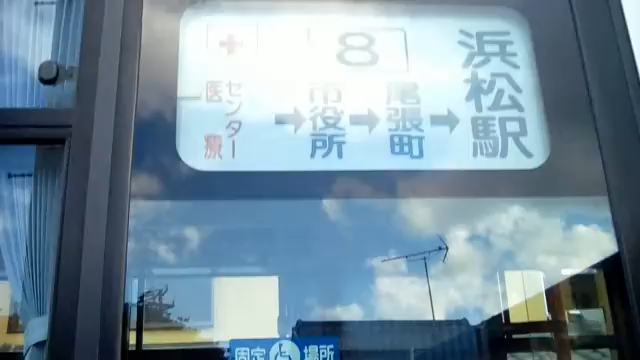 8
医療センター → 市役所 → 尾張町 → 浜松駅
固定 場所